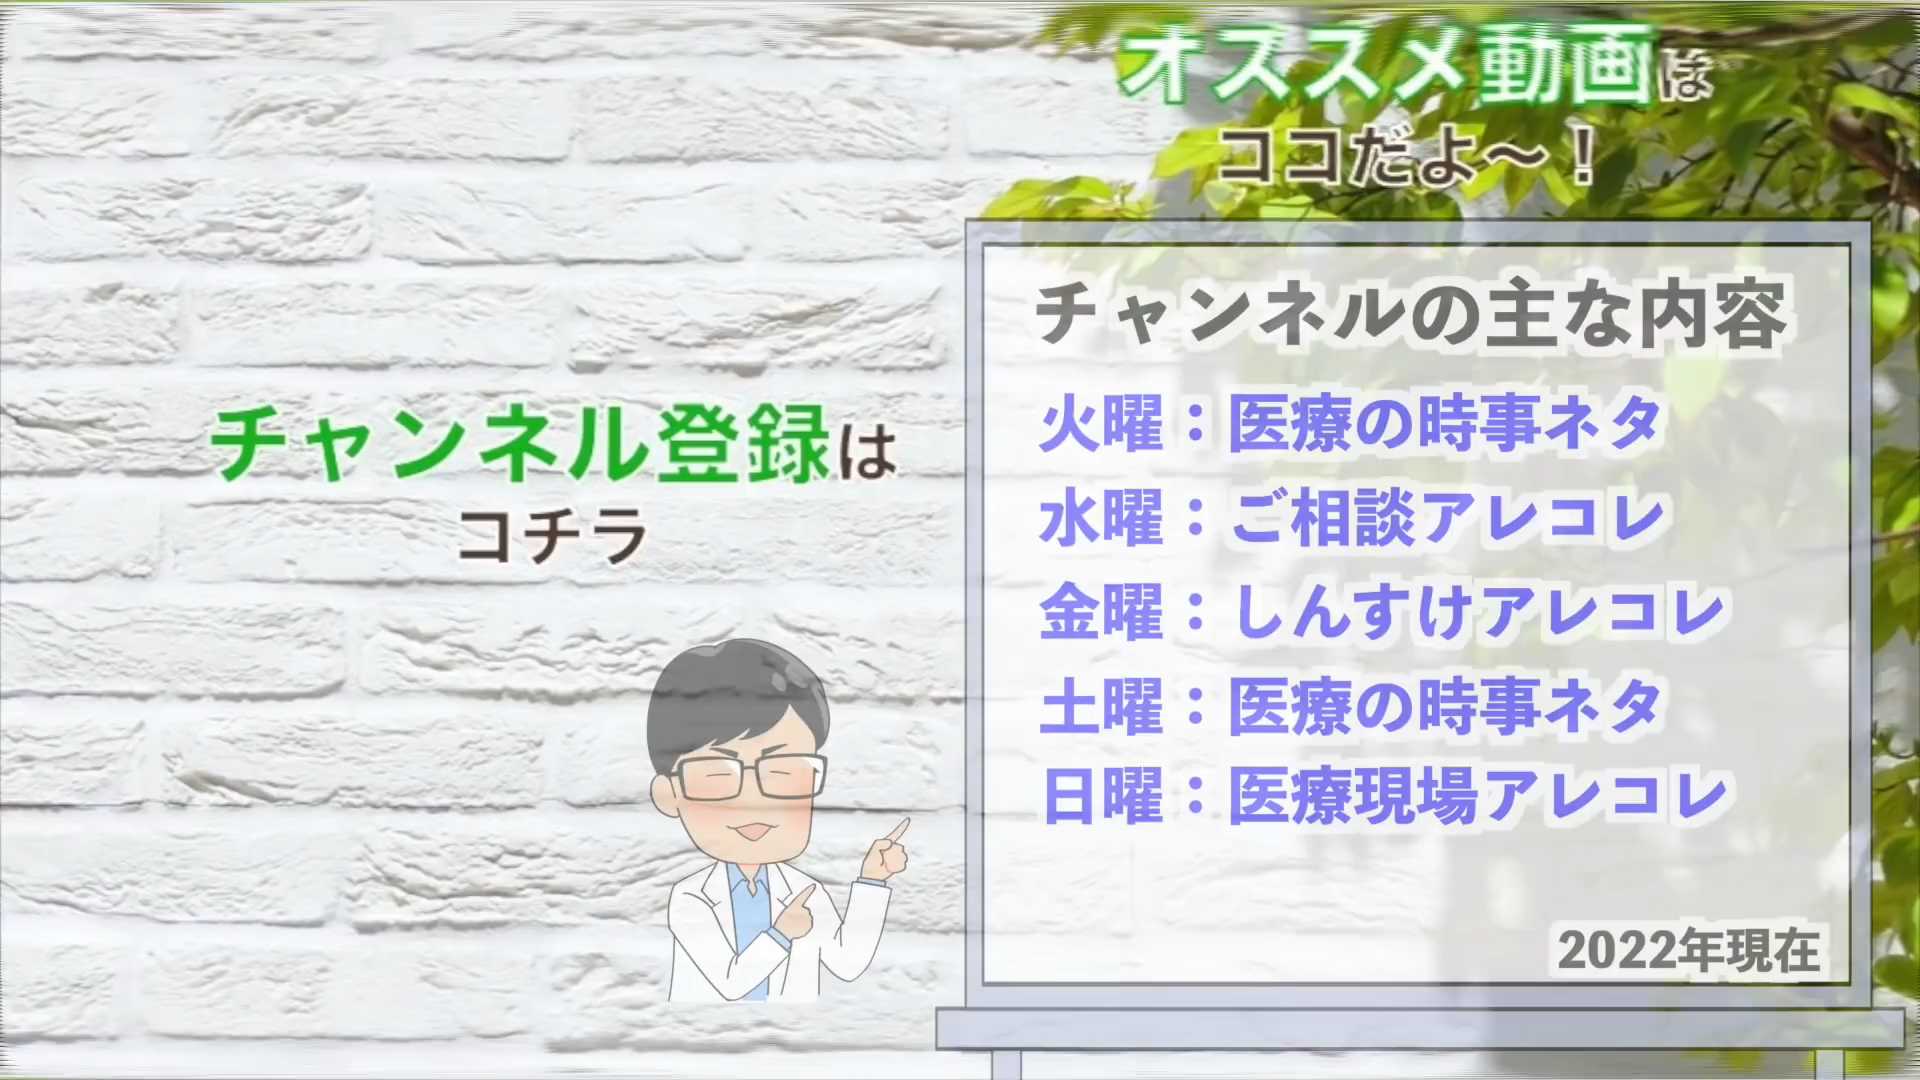 オススメ動画は
ココだよ～！
チャンネル登録は
コチラ
チャンネルの主な内容
火曜：医療の時事ネタ
水曜：ご相談アレコレ
金曜：しんすけアレコレ
土曜：医療の時事ネタ
日曜：医療現場アレコレ
2022年現在